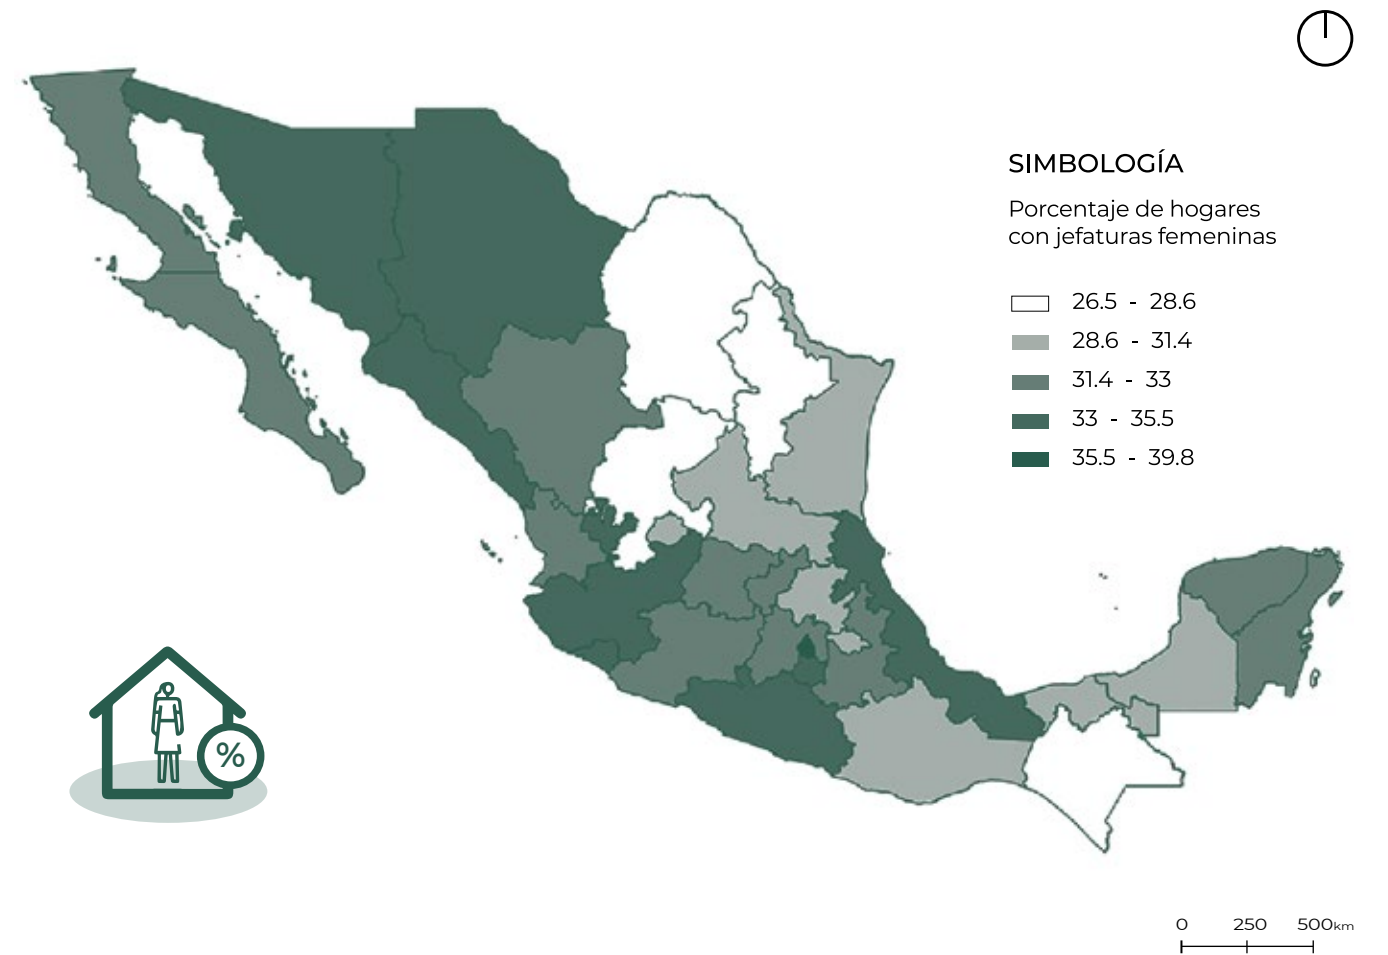 SIMBOLOGÍA
Porcentaje de hogares
con jefaturas femeninas
26.5 - 28.6
28.6 - 31.4
31.4 - 33
33 - 35.5
35.5 - 39.8
%
0 250 500km